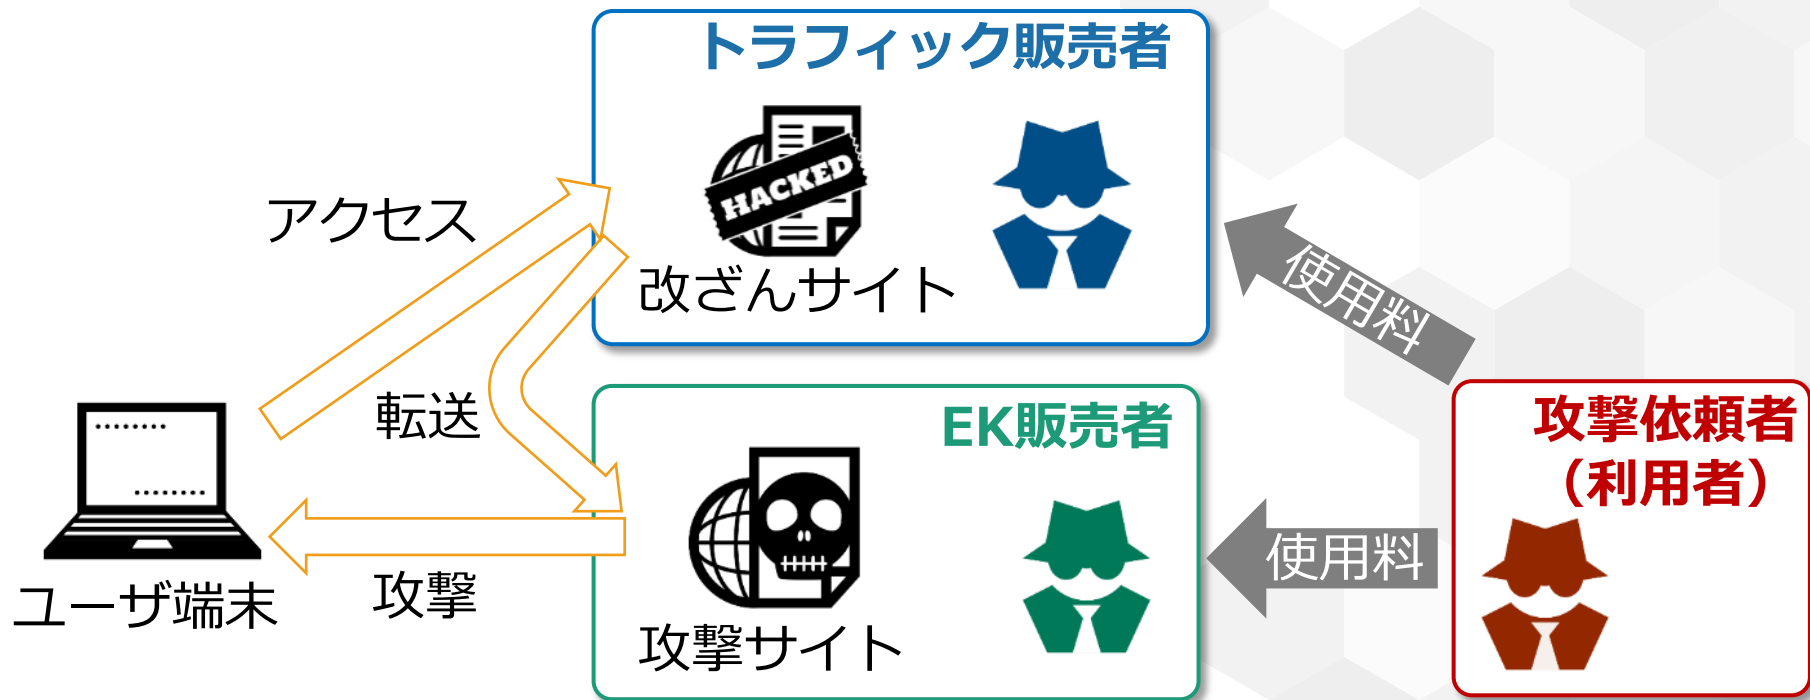 トラフィック販売者
HACKED
改ざんサイト
アクセス
転送
使用料
EK販売者
攻撃サイト
攻撃
ユーザ端末
使用料
攻撃依頼者
（利用者）